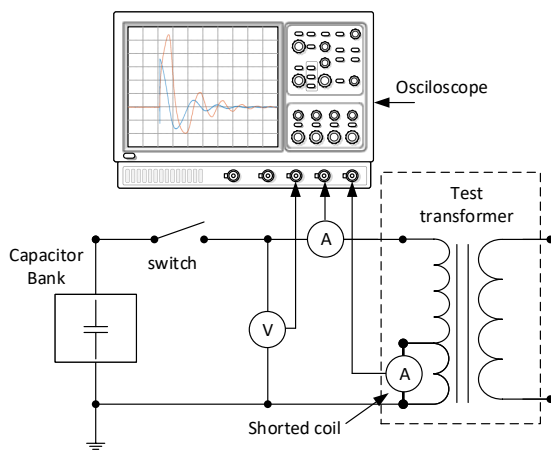 Osciloscope
Test
transformer
Capacitor
Bank
switch
A
V
A
Shorted coil